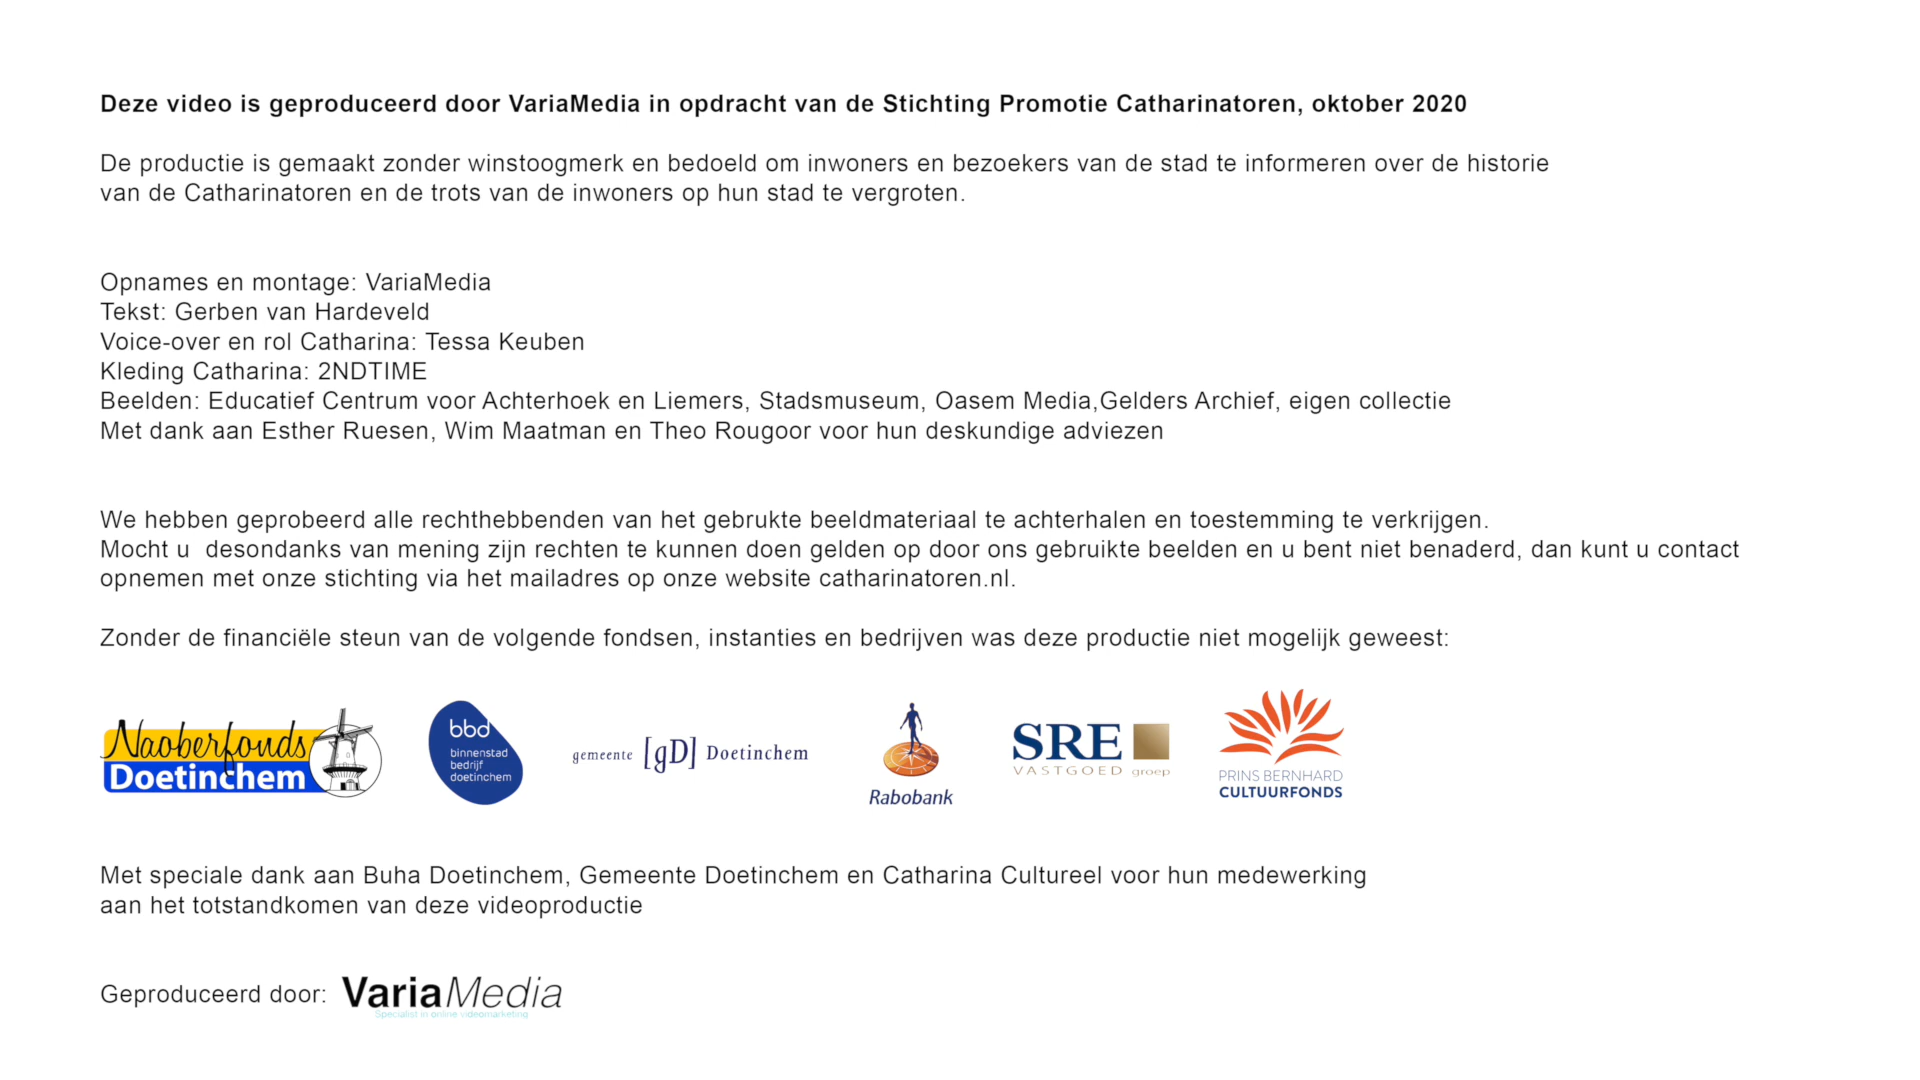 Deze video is geproduceerd door VariaMedia in opdracht van de Stichting Promotie Catharinatoren, oktober 2020
De productie is gemaakt zonder winstoogmerk en bedoeld om inwoners en bezoekers van de stad te informeren over de historie
van de Catharinatoren en de trots van de inwoners op hun stad te vergroten.
Opnames en montage: VariaMedia
Tekst: Gerben van Hardeveld
Voice-over en rol Catharina: Tessa Keuben
Kleding Catharina: 2NDTIME
Beelden: Educatief Centrum voor Achterhoek en Liemers, Stadsmuseum, Oasem Media,Gelders Archief, eigen collectie
Met dank aan Esther Ruesen, Wim Maatman en Theo Rougoor voor hun deskundige adviezen
We hebben geprobeerd alle rechthebbenden van het gebrukte beeldmateriaal te achterhalen en toestemming te verkrijgen.
Mocht u  desondanks van mening zijn rechten te kunnen doen gelden op door ons gebruikte beelden en u bent niet benaderd, dan kunt u contact
opnemen met onze stichting via het mailadres op onze website catharinatoren.nl.
Zonder de financiële steun van de volgende fondsen, instanties en bedrijven was deze productie niet mogelijk geweest:
Naoberfonds
Doetinchem
bbd
binnenstad
bedrijf
doetinchem
gemeente [gD] Doetinchem
Rabobank
SRE
VASTGOED groep
PRINS BERNHARD
CULTUURFONDS
Met speciale dank aan Buha Doetinchem, Gemeente Doetinchem en Catharina Cultureel voor hun medewerking
aan het totstandkomen van deze videoproductie
Geproduceerd door: VariaMedia
Specialist in online videomarketing